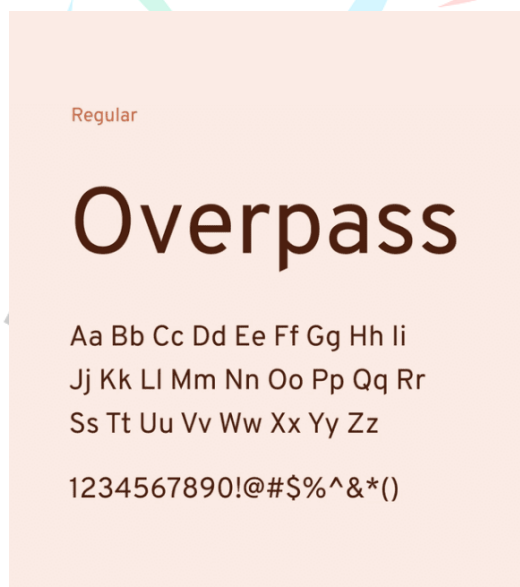 Regular
Overpass
Aa Bb Cc Dd Ee Ff Gg Hh Ii
Jj Kk Ll Mm Nn Oo Pp Qq Rr
Ss Tt Uu Vv Ww Xx Yy Zz
1234567890!@#$%^&*()